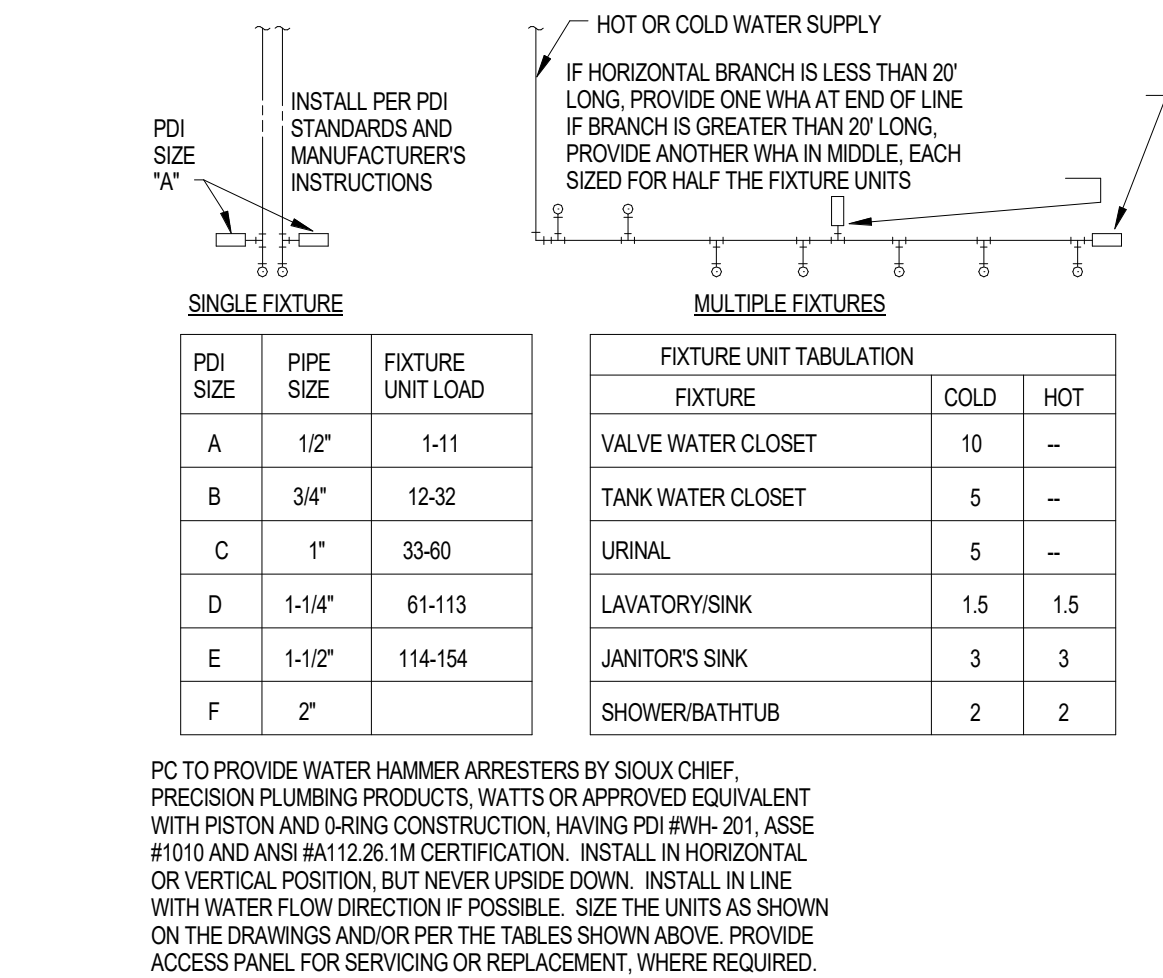 HOT OR COLD WATER SUPPLY
PDI
SIZE
"A"
INSTALL PER PDI
STANDARDS AND
MANUFACTURER'S
INSTRUCTIONS
IF HORIZONTAL BRANCH IS LESS THAN 20'
LONG, PROVIDE ONE WHA AT END OF LINE
IF BRANCH IS GREATER THAN 20' LONG,
PROVIDE ANOTHER WHA IN MIDDLE, EACH
SIZED FOR HALF THE FIXTURE UNITS
SINGLE FIXTURE
MULTIPLE FIXTURES
PDI SIZE PIPE SIZE FIXTURE UNIT LOAD
A 1/2" 1-11
B 3/4" 12-32
C 1" 33-60
D 1-1/4" 61-113
E 1-1/2" 114-154
F 2"
FIXTURE UNIT TABULATION
FIXTURE COLD HOT
VALVE WATER CLOSET 10 --
TANK WATER CLOSET 5 --
URINAL 5 --
LAVATORY/SINK 1.5 1.5
JANITOR'S SINK 3 3
SHOWER/BATHTUB 2 2
PC TO PROVIDE WATER HAMMER ARRESTERS BY SIOUX CHIEF,
PRECISION PLUMBING PRODUCTS, WATTS OR APPROVED EQUIVALENT
WITH PISTON AND 0-RING CONSTRUCTION, HAVING PDI #WH- 201, ASSE
#1010 AND ANSI #A112.26.1M CERTIFICATION.  INSTALL IN HORIZONTAL
OR VERTICAL POSITION, BUT NEVER UPSIDE DOWN.  INSTALL IN LINE
WITH WATER FLOW DIRECTION IF POSSIBLE.  SIZE THE UNITS AS SHOWN
ON THE DRAWINGS AND/OR PER THE TABLES SHOWN ABOVE. PROVIDE
ACCESS PANEL FOR SERVICING OR REPLACEMENT, WHERE REQUIRED.